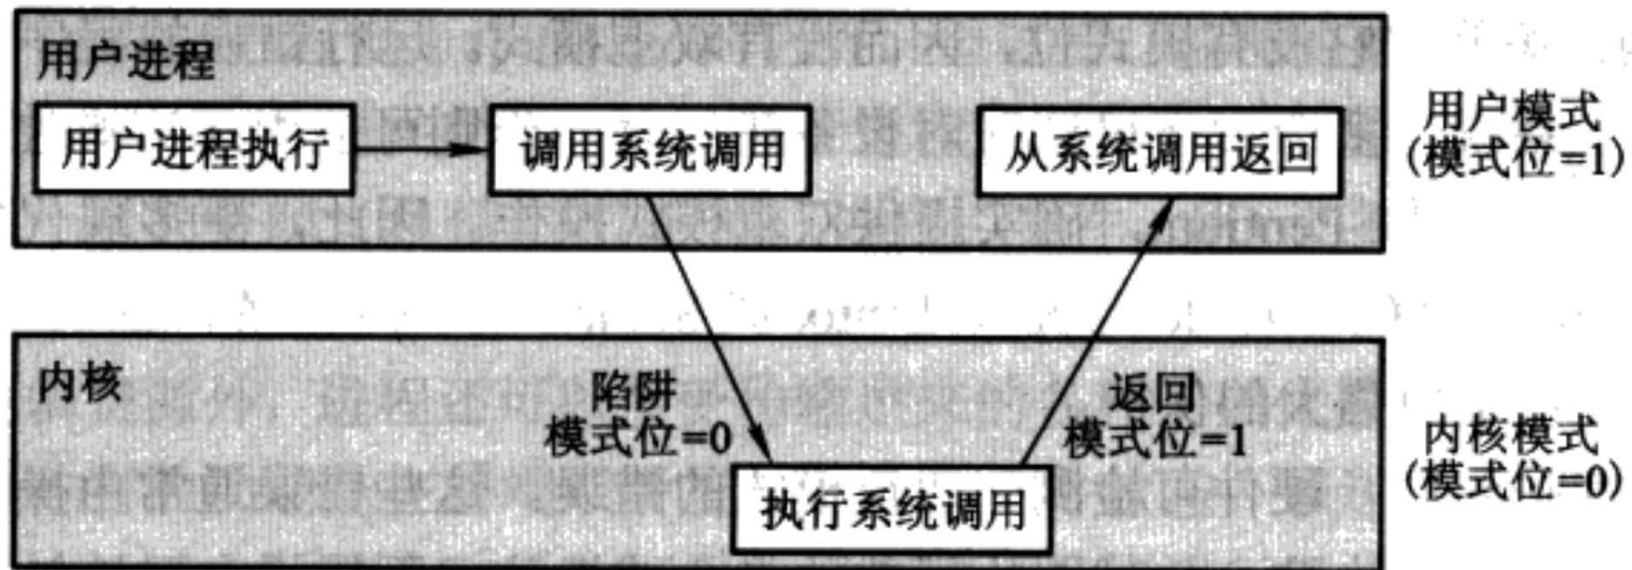 用户进程
用户进程执行
调用系统调用
从系统调用返回
用户模式
(模式位=1)
内核
陷阱
模式位=0
返回
模式位=1
执行系统调用
内核模式
(模式位=0)